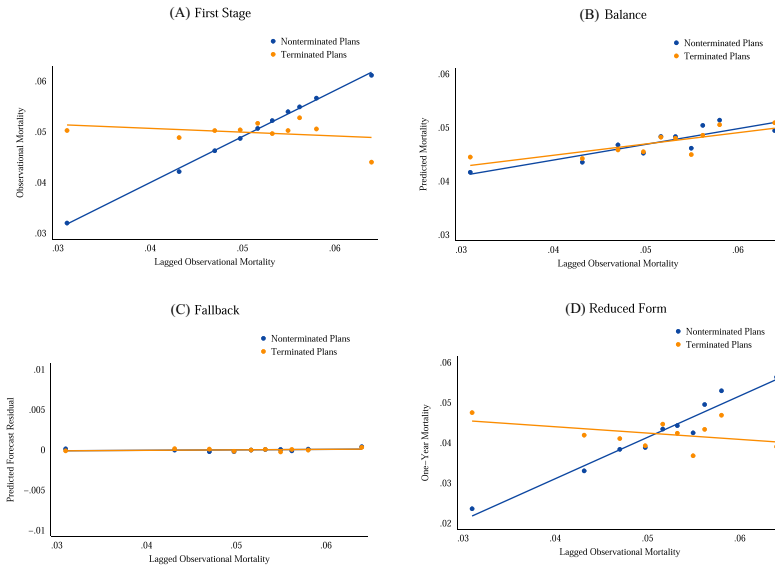 (A) First Stage
Nonterminated Plans
Terminated Plans
Observational Mortality
.06
.05
.04
.03
.03 .04 .05 .06
Lagged Observational Mortality
(B) Balance
Nonterminated Plans
Terminated Plans
Predicted Mortality
.06
.05
.04
.03
.03 .04 .05 .06
Lagged Observational Mortality
(C) Fallback
Nonterminated Plans
Terminated Plans
Predicted Forecast Residual
.01
.005
0
−.005
−.01
.03 .04 .05 .06
Lagged Observational Mortality
(D) Reduced Form
Nonterminated Plans
Terminated Plans
One−Year Mortality
.06
.05
.04
.03
.02
.03 .04 .05 .06
Lagged Observational Mortality